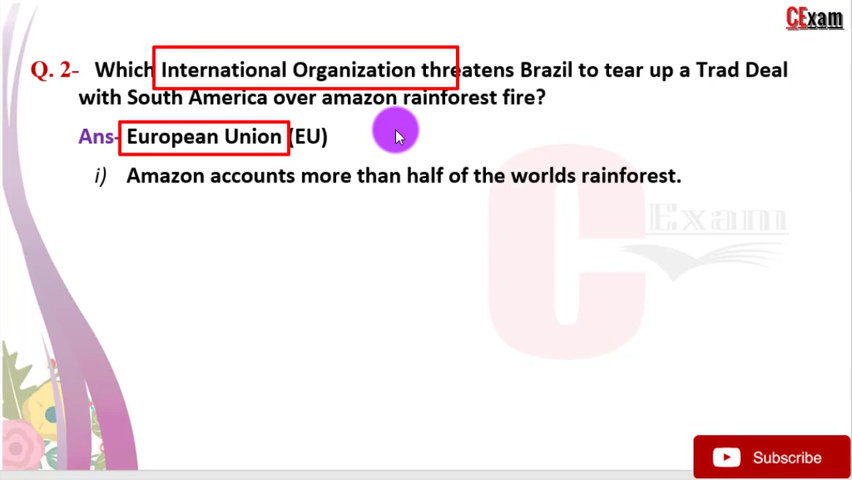 CExam
Q. 2- Which International Organization threatens Brazil to tear up a Trad Deal
with South America over amazon rainforest fire?
Ans- European Union (EU)
i) Amazon accounts more than half of the worlds rainforest.
C Exam
Subscribe